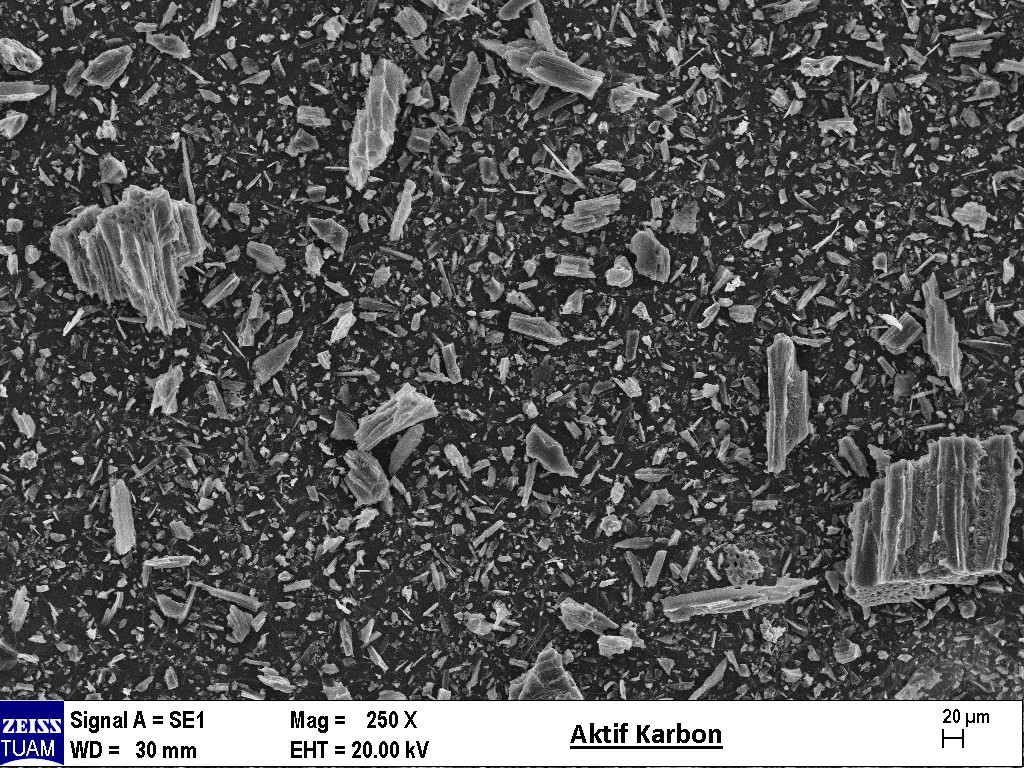 ZEISS
TUAM
Signal A = SE1
WD = 30 mm
Mag = 250 X
EHT = 20.00 kV
Aktif Karbon
20 µm